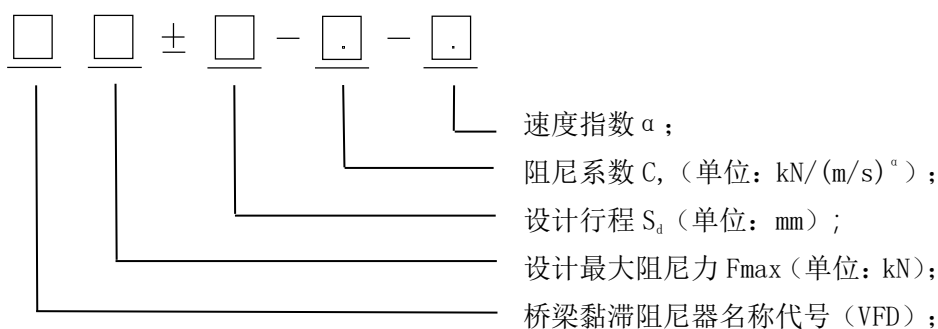 □ □ ± □ - □ - □
速度指数 α；
阻尼系数 C,（单位：kN/(m/s)^α）；
设计行程 S_d（单位：mm）;
设计最大阻尼力 Fmax（单位：kN）；
桥梁黏滞阻尼器名称代号（VFD）；